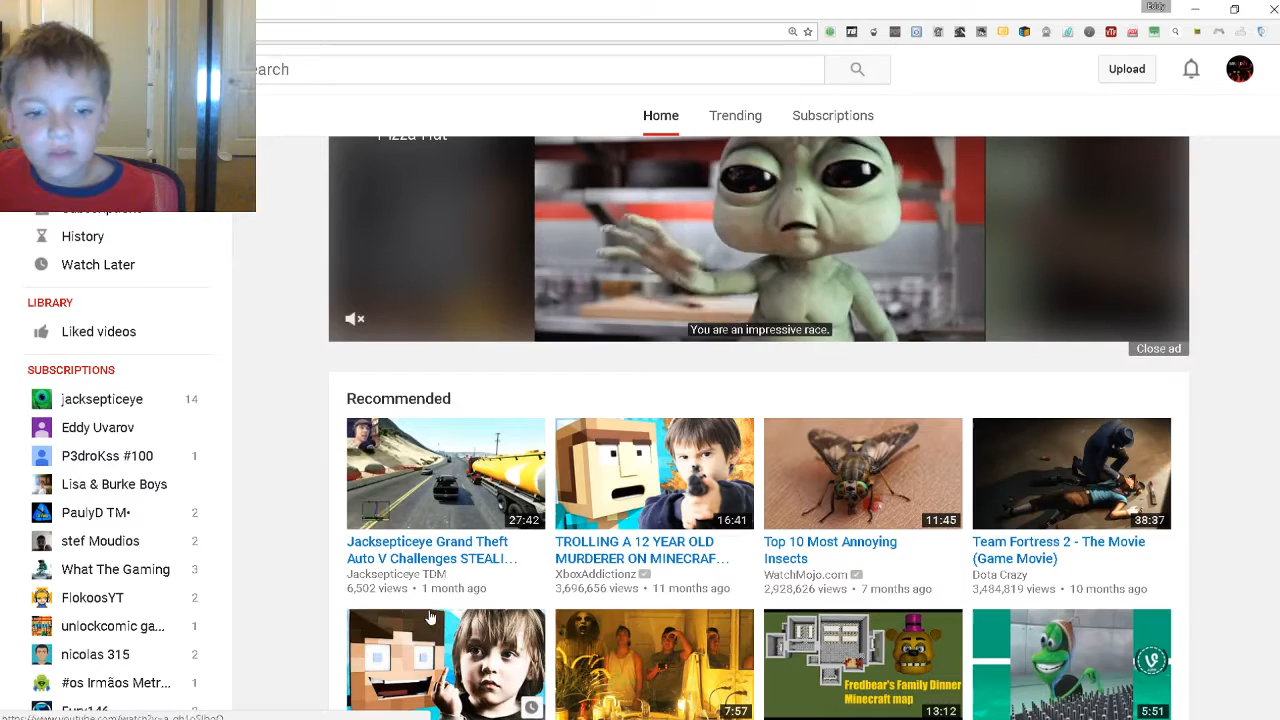 Eddy
earch
Upload
Home
Trending
Subscriptions
Pizza Hut
You are an impressive race.
Close ad
Subscriptions
History
Watch Later
LIBRARY
Liked videos
SUBSCRIPTIONS
jacksepticeye 14
Eddy Uvarov
P3droKss #100 1
Lisa & Burke Boys
PaulyD TM• 2
stef Moudios 2
What The Gaming 3
FlokoosYT 2
unlockcomic ga... 1
nicolas 315 2
#os Irmãos Metr... 1
Fury146
Recommended
27:42
Jacksepticeye Grand Theft
Auto V Challenges STEALI...
Jacksepticeye TDM
6,502 views • 1 month ago
16:41
TROLLING A 12 YEAR OLD
MURDERER ON MINECRAF...
XboxAddictionz
3,696,656 views • 11 months ago
11:45
Top 10 Most Annoying
Insects
WatchMojo.com
2,928,626 views • 7 months ago
38:37
Team Fortress 2 - The Movie
(Game Movie)
Dota Crazy
3,484,819 views • 10 months ago
7:57
Fredbear's Family Dinner
Minecraft map
13:12
5:51